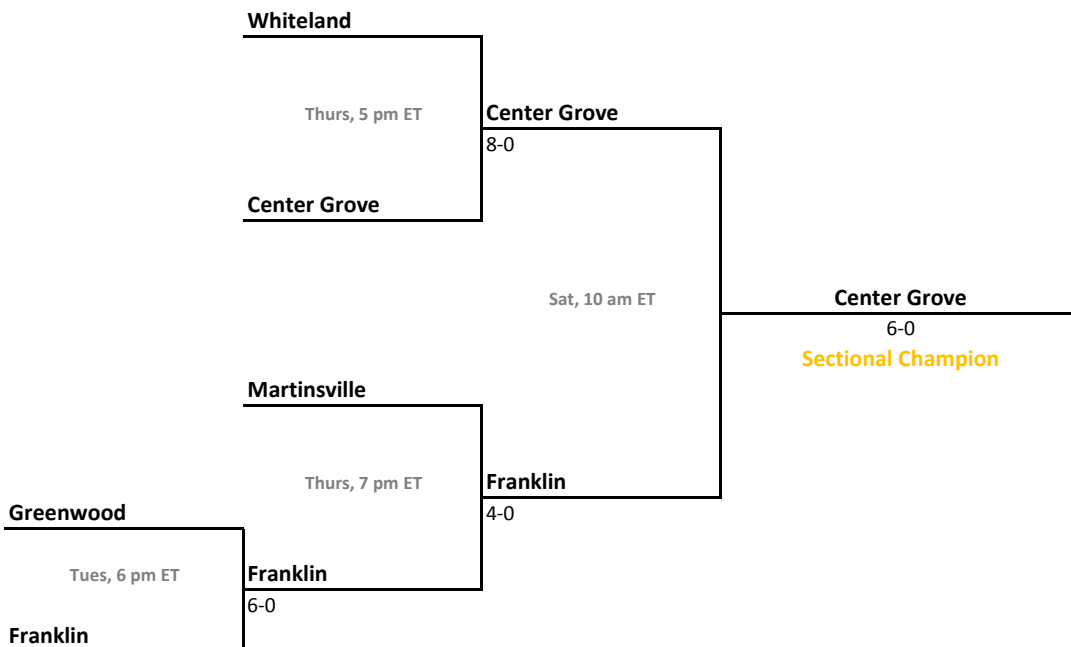 Whiteland
Thurs, 5 pm ET
Center Grove
8-0
Center Grove
Sat, 10 am ET
Center Grove
6-0
Sectional Champion
Martinsville
Thurs, 7 pm ET
Franklin
4-0
Greenwood
Tues, 6 pm ET
Franklin
6-0
Franklin